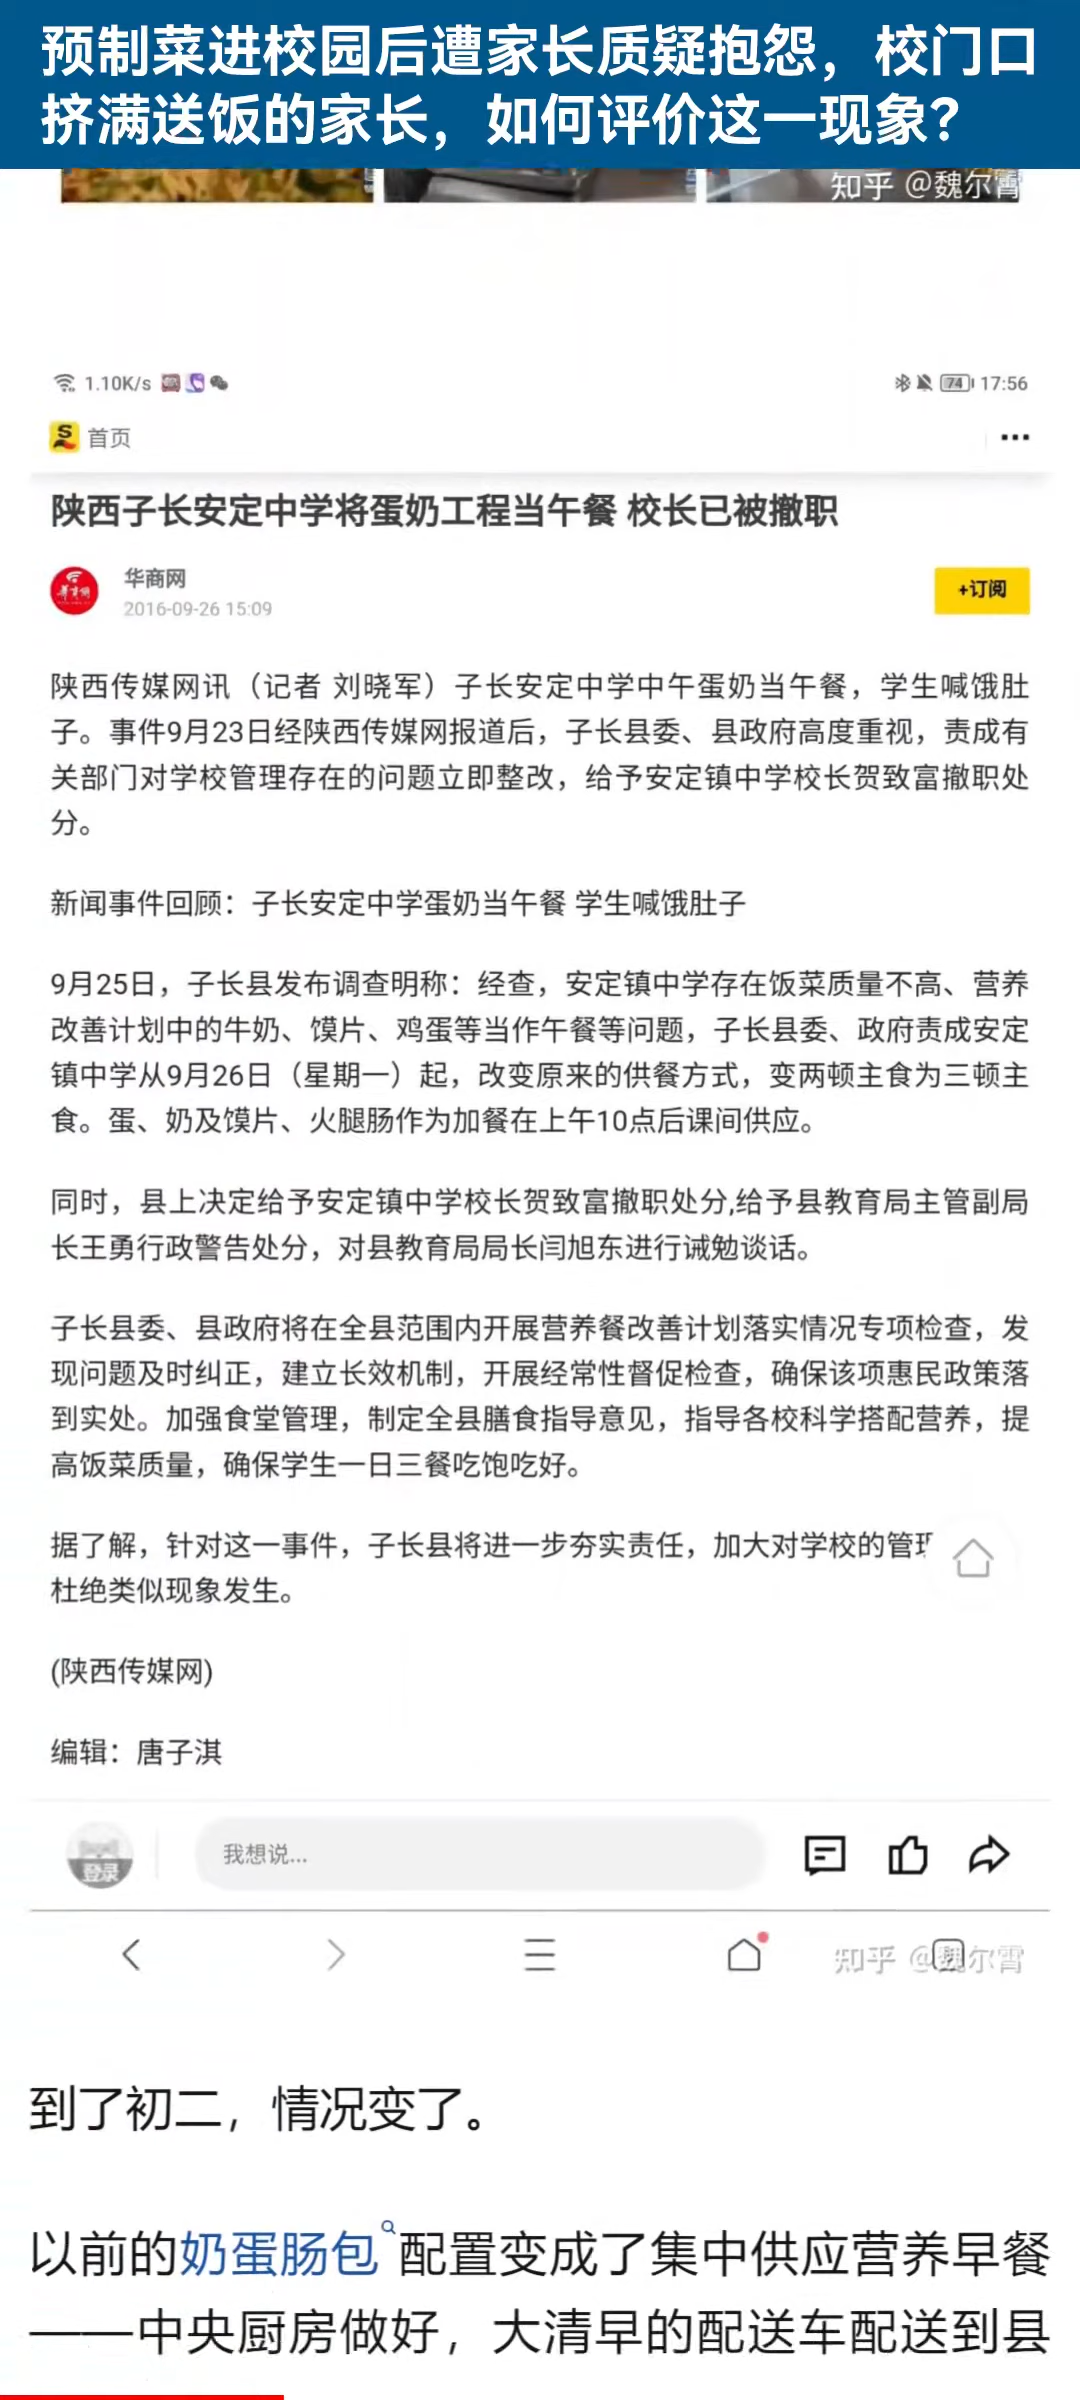 预制菜进校园后遭家长质疑抱怨，校门口
挤满送饭的家长，如何评价这一现象？
知乎 @魏尔霄
1.10K/s
74 17:56
首页
陕西子长安定中学将蛋奶工程当午餐 校长已被撤职
华商网
2016-09-26 15:09
+订阅
陕西传媒网讯（记者 刘晓军）子长安定中学中午蛋奶当午餐，学生喊饿肚
子。事件9月23日经陕西传媒网报道后，子长县委、县政府高度重视，责成有
关部门对学校管理存在的问题立即整改，给予安定镇中学校长贺致富撤职处
分。
新闻事件回顾：子长安定中学蛋奶当午餐 学生喊饿肚子
9月25日，子长县发布调查明称：经查，安定镇中学存在饭菜质量不高、营养
改善计划中的牛奶、馍片、鸡蛋等当作午餐等问题，子长县委、政府责成安定
镇中学从9月26日（星期一）起，改变原来的供餐方式，变两顿主食为三顿主
食。蛋、奶及馍片、火腿肠作为加餐在上午10点后课间供应。
同时，县上决定给予安定镇中学校长贺致富撤职处分,给予县教育局主管副局
长王勇行政警告处分，对县教育局局长闫旭东进行诫勉谈话。
子长县委、县政府将在全县范围内开展营养餐改善计划落实情况专项检查，发
现问题及时纠正，建立长效机制，开展经常性督促检查，确保该项惠民政策落
到实处。加强食堂管理，制定全县膳食指导意见，指导各校科学搭配营养，提
高饭菜质量，确保学生一日三餐吃饱吃好。
据了解，针对这一事件，子长县将进一步夯实责任，加大对学校的管理
杜绝类似现象发生。
(陕西传媒网)
编辑：唐子淇
登录
我想说...
知乎 @魏尔霄
到了初二，情况变了。
以前的奶蛋肠包配置变成了集中供应营养早餐
——中央厨房做好，大清早的配送车配送到县